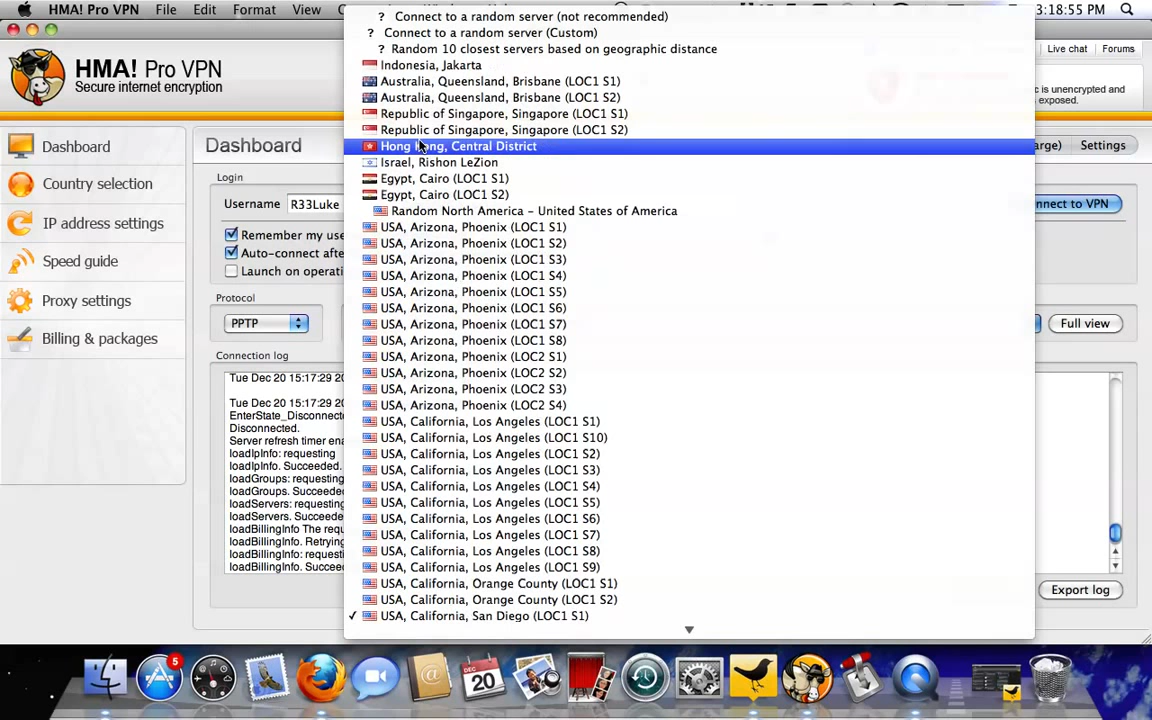 HMA! Pro VPN File Edit Format View 3:18:55 PM
? Connect to a random server (not recommended)
? Connect to a random server (Custom)
? Random 10 closest servers based on geographic distance
Indonesia, Jakarta
Australia, Queensland, Brisbane (LOC1 S1)
Australia, Queensland, Brisbane (LOC1 S2)
Republic of Singapore, Singapore (LOC1 S1)
Republic of Singapore, Singapore (LOC1 S2)
Hong Kong, Central District
Israel, Rishon LeZion
Egypt, Cairo (LOC1 S1)
Egypt, Cairo (LOC1 S2)
Random North America - United States of America
USA, Arizona, Phoenix (LOC1 S1)
USA, Arizona, Phoenix (LOC1 S2)
USA, Arizona, Phoenix (LOC1 S3)
USA, Arizona, Phoenix (LOC1 S4)
USA, Arizona, Phoenix (LOC1 S5)
USA, Arizona, Phoenix (LOC1 S6)
USA, Arizona, Phoenix (LOC1 S7)
USA, Arizona, Phoenix (LOC1 S8)
USA, Arizona, Phoenix (LOC2 S1)
USA, Arizona, Phoenix (LOC2 S2)
USA, Arizona, Phoenix (LOC2 S3)
USA, Arizona, Phoenix (LOC2 S4)
USA, California, Los Angeles (LOC1 S1)
USA, California, Los Angeles (LOC1 S10)
USA, California, Los Angeles (LOC1 S2)
USA, California, Los Angeles (LOC1 S3)
USA, California, Los Angeles (LOC1 S4)
USA, California, Los Angeles (LOC1 S5)
USA, California, Los Angeles (LOC1 S6)
USA, California, Los Angeles (LOC1 S7)
USA, California, Los Angeles (LOC1 S8)
USA, California, Los Angeles (LOC1 S9)
USA, California, Orange County (LOC1 S1)
USA, California, Orange County (LOC1 S2)
✓ USA, California, San Diego (LOC1 S1)
HMA! Pro VPN
Secure internet encryption
Live chat Forums
is unencrypted and
exposed.
Dashboard
Country selection
IP address settings
Speed guide
Proxy settings
Billing & packages
Dashboard
arge) Settings
Login
Username R33Luke
onnect to VPN
Remember my use
Auto-connect afte
Launch on operati
Protocol
PPTP
Full view
Connection log
Tue Dec 20 15:17:29 20
Tue Dec 20 15:17:29 20
EnterState_Disconnecte
Disconnected.
Server refresh timer ena
loadIpInfo: requesting
loadIpInfo. Succeeded.
loadGroups: requesting
loadGroups. Succeeded
loadServers: requesting
loadServers. Succeede
loadBillingInfo The requ
loadBillingInfo. Retrying
loadBillingInfo: requesti
loadBillingInfo. Succeed
Export log
5
DEC
20